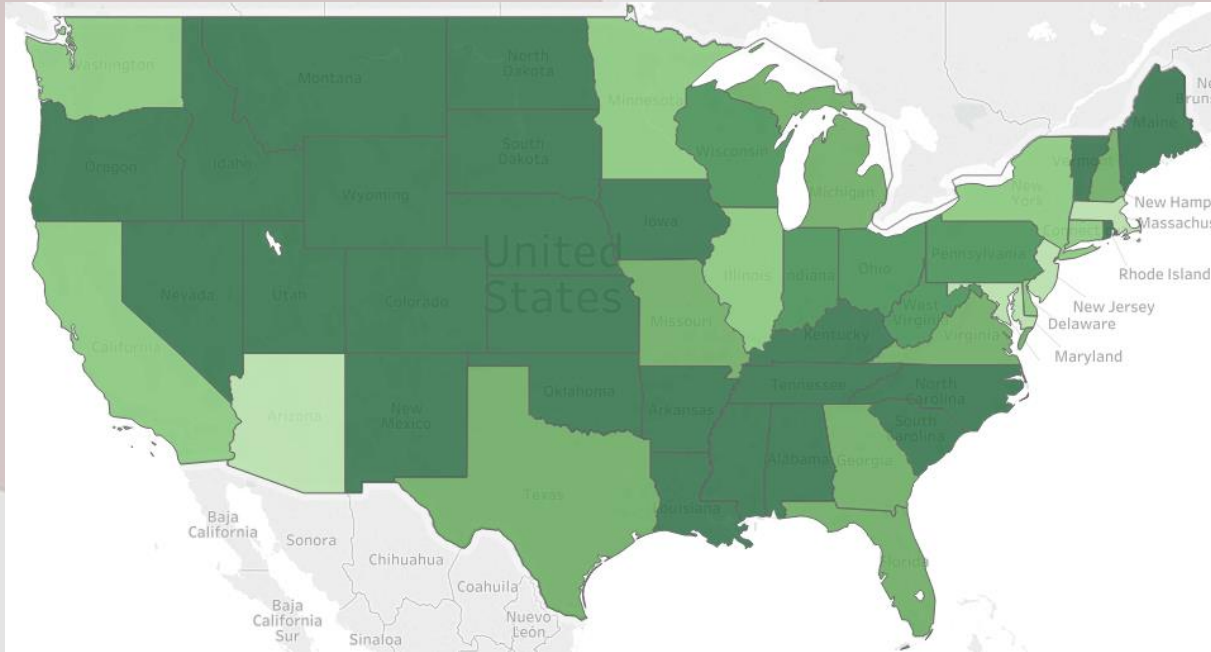 Washington
Montana
North
Dakota
Minnesota
Oregon
Idaho
South
Dakota
Wisconsin
Michigan
Wyoming
Iowa
Vermont
Maine
New
York
New Hamp
Massachus
Connect
Rhode Island
Pennsylvania
New Jersey
Delaware
Maryland
Nevada
Utah
Colorado
United
States
Illinois
Indiana
Ohio
West
Virginia
Virginia
California
Missouri
Kentucky
Arizona
New
Mexico
Oklahoma
Arkansas
Tennessee
North
Carolina
South
Carolina
Alabama
Georgia
Texas
Louisiana
Florida
Baja
California
Sonora
Chihuahua
Coahuila
Nuevo
León
Baja
California
Sur
Sinaloa